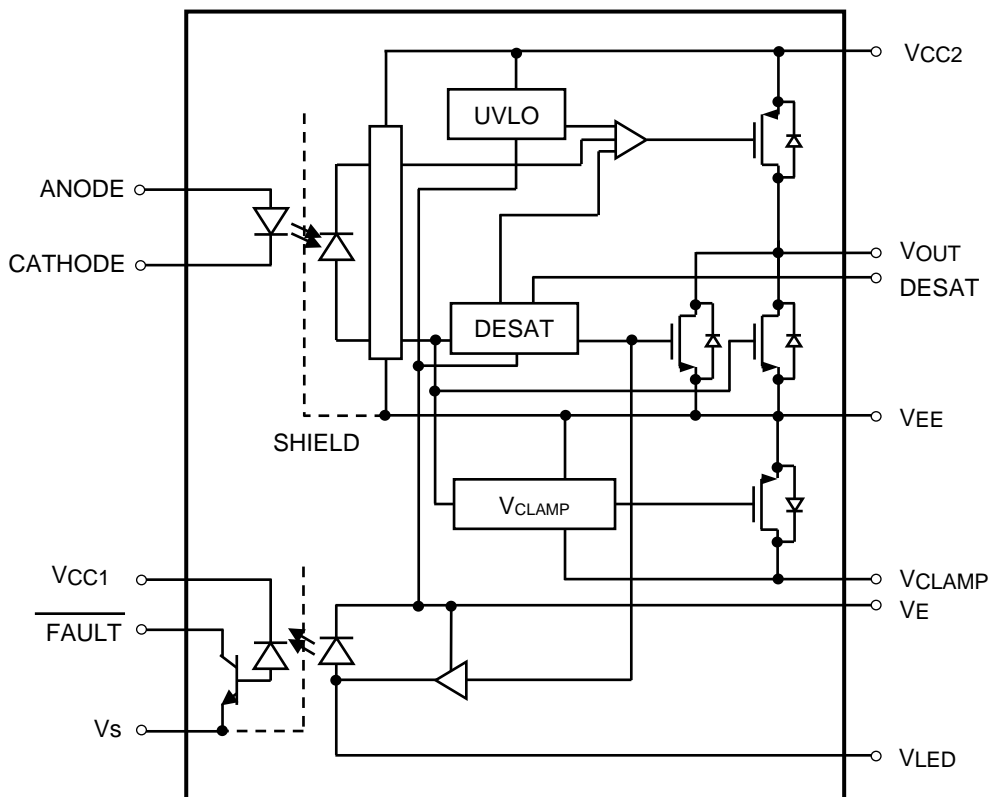 VCC2
UVLO
ANODE
CATHODE
VOUT
DESAT
DESAT
VEE
SHIELD
VCLAMP
VCC1
VCLAMP
VE
FAULT
VS
VLED